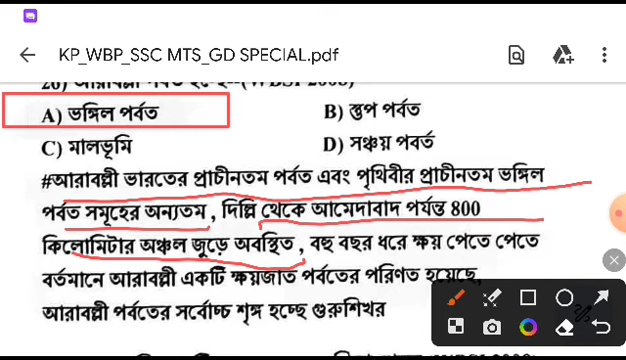 KP_WBP_SSC MTS_GD SPECIAL.pdf
A) ভঙ্গিল পর্বত
B) স্তুপ পর্বত
C) মালভূমি
D) সঞ্চয় পবর্ত
#আরাবল্লী ভারতের প্রাচীনতম পর্বত এবং পৃথিবীর প্রাচীনতম ভঙ্গিল
পর্বত সমূহের অন্যতম, দিল্লি থেকে আমেদাবাদ পর্যন্ত 800
কিলোমিটার অঞ্চল জুড়ে অবস্থিত, বহু বছর ধরে ক্ষয় পেতে পেতে
বর্তমানে আরাবল্লী একটি ক্ষয়জাত পর্বতের পরিণত হয়েছে,
আরাবল্লী পর্বতের সর্বোচ্চ শৃঙ্গ হচ্ছে গুরুশিখর